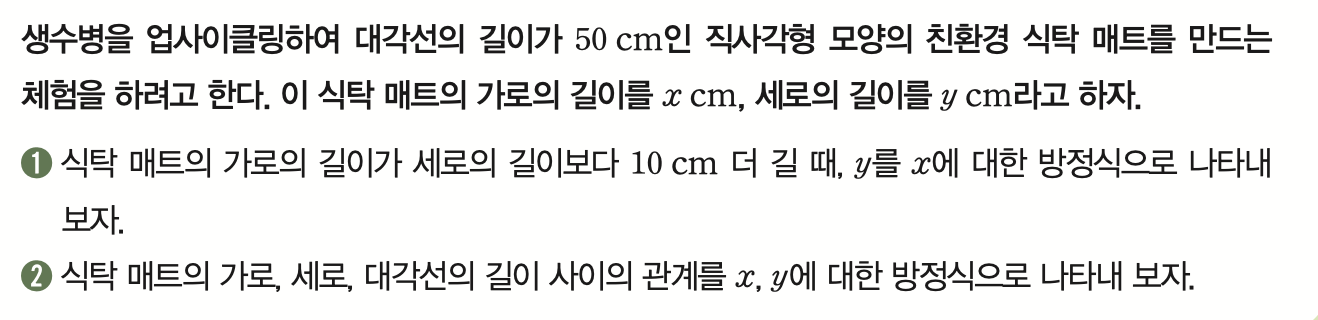 생수병을 업사이클링하여 대각선의 길이가 50 cm인 직사각형 모양의 친환경 식탁 매트를 만드는
체험을 하려고 한다. 이 식탁 매트의 가로의 길이를 x cm, 세로의 길이를 y cm라고 하자.
❶ 식탁 매트의 가로의 길이가 세로의 길이보다 10 cm 더 길 때, y를 x에 대한 방정식으로 나타내
보자.
❷ 식탁 매트의 가로, 세로, 대각선의 길이 사이의 관계를 x, y에 대한 방정식으로 나타내 보자.